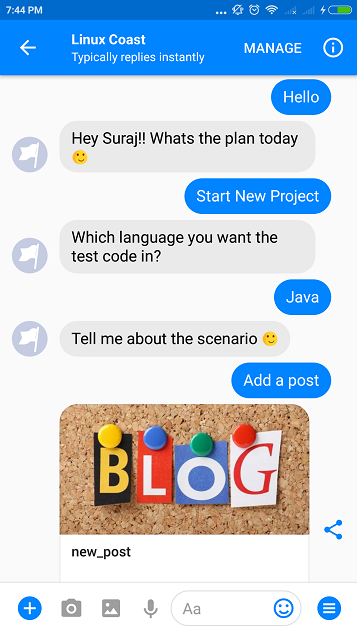 7:44 PM
Linux Coast
Typically replies instantly
MANAGE
Hello
Hey Suraj!! Whats the plan today
🙂
Start New Project
Which language you want the
test code in?
Java
Tell me about the scenario 🙂
Add a post
BLOG
new_post
Aa